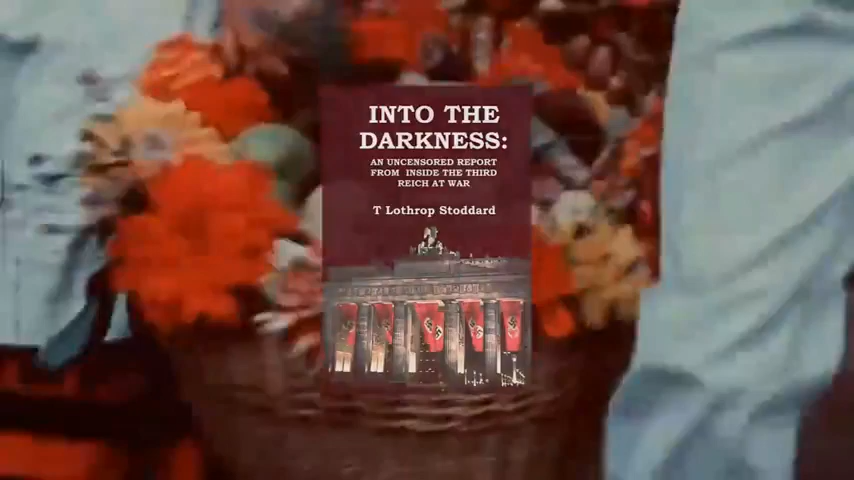 INTO THE
DARKNESS:
AN UNCENSORED REPORT
FROM INSIDE THE THIRD
REICH AT WAR
T Lothrop Stoddard